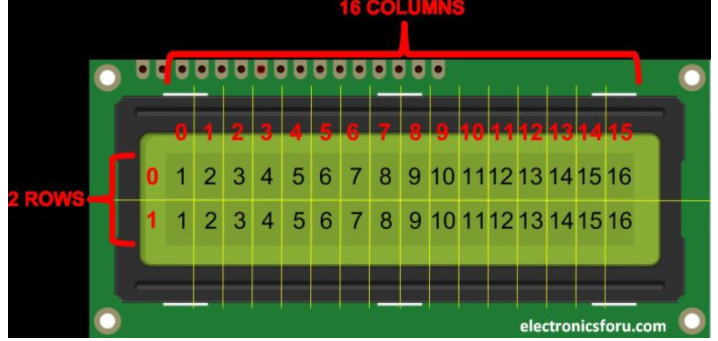 16 COLUMNS
0 1 2 3 4 5 6 7 8 9 10 11 12 13 14 15
0 1 2 3 4 5 6 7 8 9 10 11 12 13 14 15 16
2 ROWS
1 1 2 3 4 5 6 7 8 9 10 11 12 13 14 15 16
electronicsforu.com